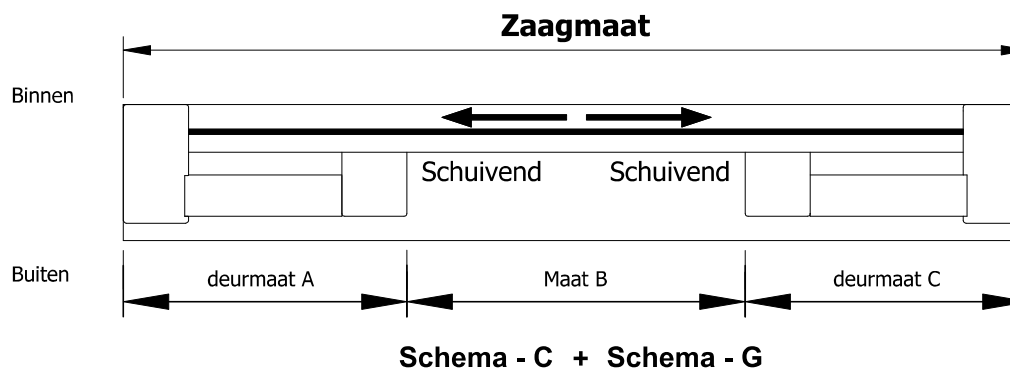 Zaagmaat
Binnen
Schuivend Schuivend
Buiten
deurmaat A Maat B deurmaat C
Schema - C + Schema - G